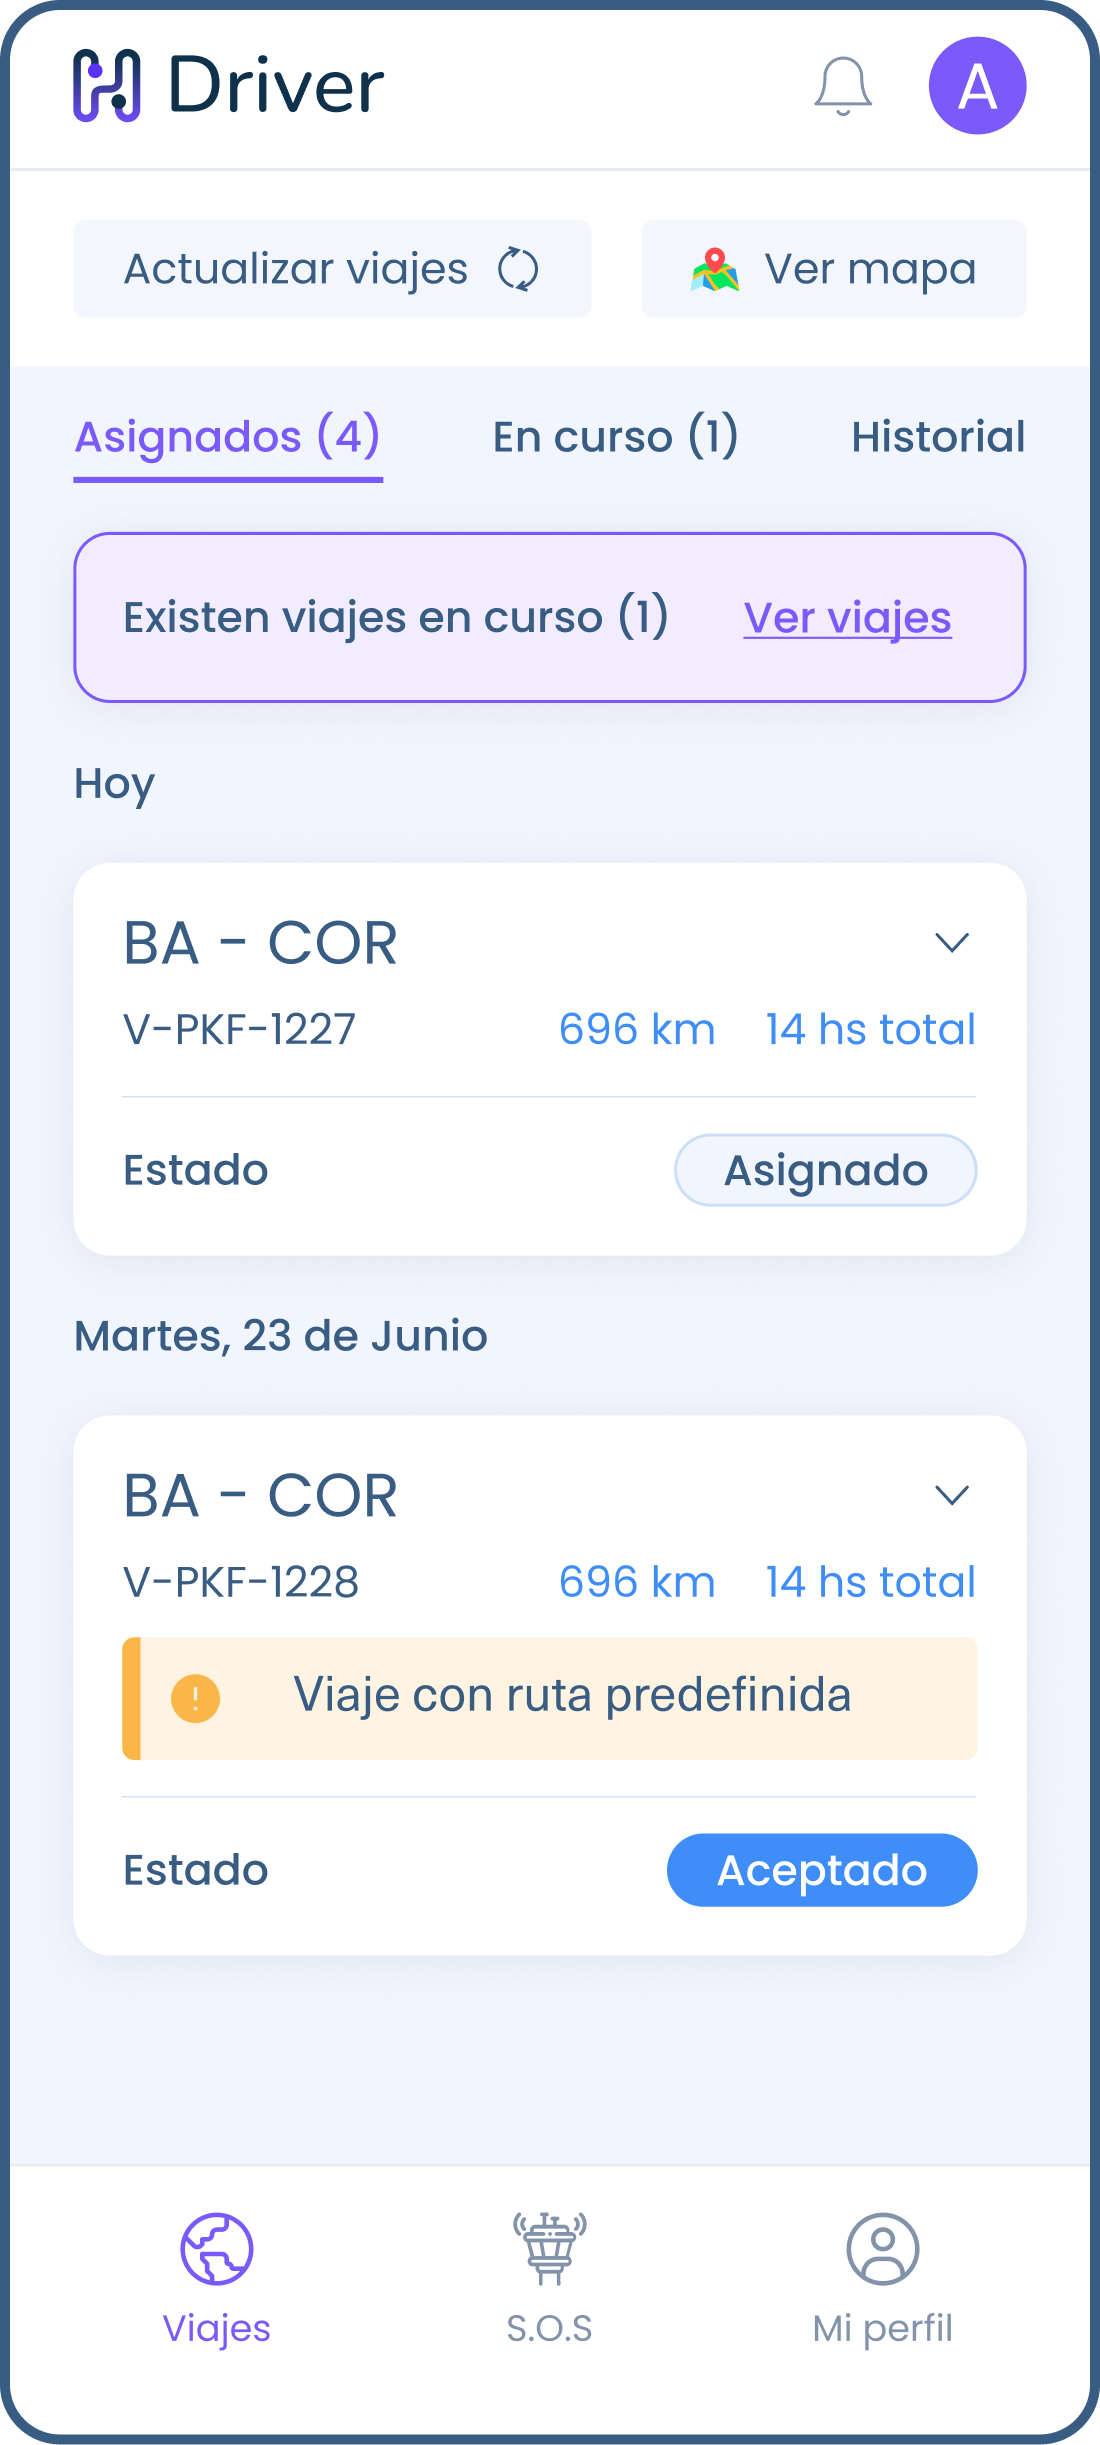 Driver
A
Actualizar viajes
Ver mapa
Asignados (4)
En curso (1)
Historial
Existen viajes en curso (1)
Ver viajes
Hoy
BA - COR
V-PKF-1227
696 km
14 hs total
Estado
Asignado
Martes, 23 de Junio
BA - COR
V-PKF-1228
696 km
14 hs total
Viaje con ruta predefinida
Estado
Aceptado
Viajes
S.O.S
Mi perfil